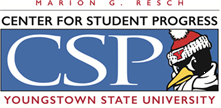 MARION G. RESCH
CENTER FOR STUDENT PROGRESS
CSP
YOUNGSTOWN STATE UNIVERSITY